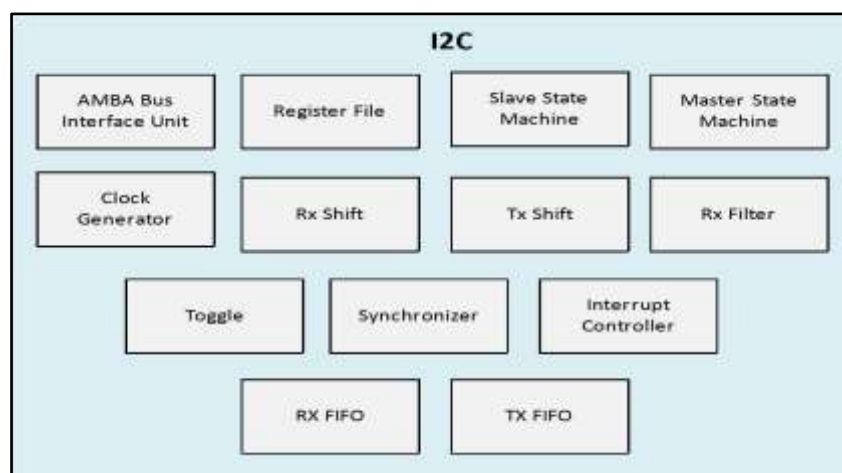 I2C
AMBA Bus
Interface Unit
Register File
Slave State
Machine
Master State
Machine
Clock
Generator
Rx Shift
Tx Shift
Rx Filter
Toggle
Synchronizer
Interrupt
Controller
RX FIFO
TX FIFO